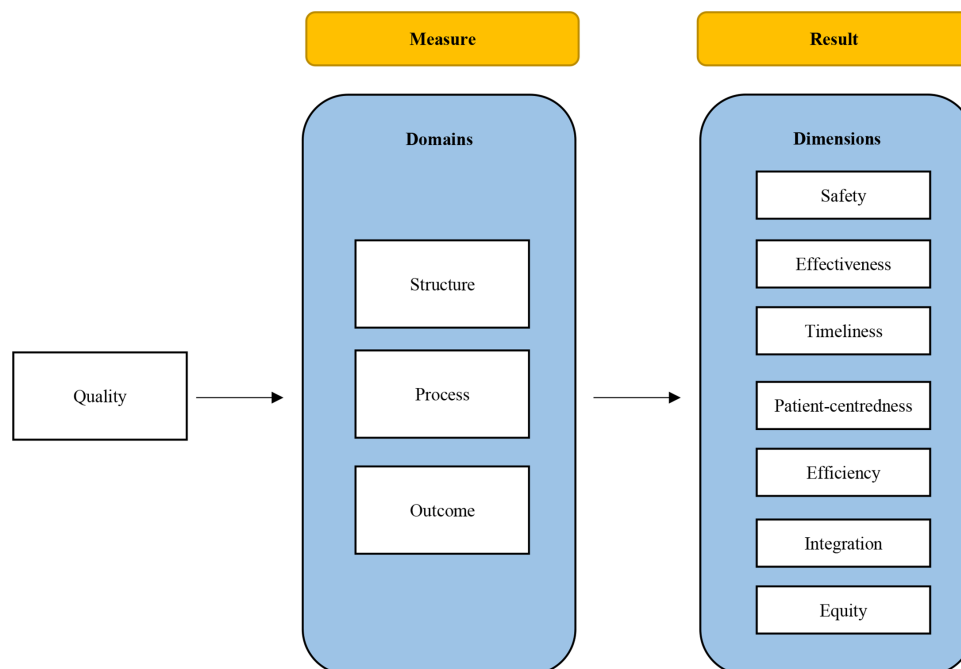 Measure
Result
Domains
Dimensions
Safety
Structure
Effectiveness
Timeliness
Quality
Process
Patient-centredness
Efficiency
Outcome
Integration
Equity